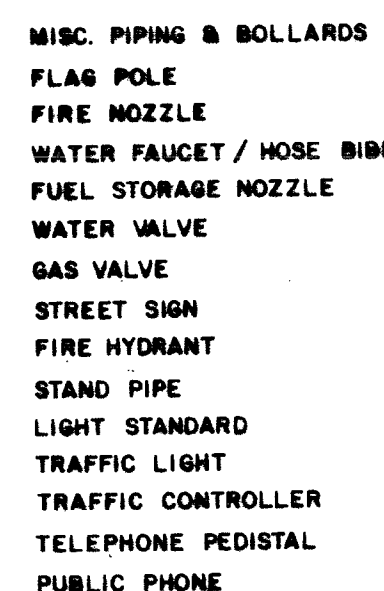 MISC. PIPING & BOLLARDS
FLAG POLE
FIRE NOZZLE
WATER FAUCET / HOSE BIB
FUEL STORAGE NOZZLE
WATER VALVE
GAS VALVE
STREET SIGN
FIRE HYDRANT
STAND PIPE
LIGHT STANDARD
TRAFFIC LIGHT
TRAFFIC CONTROLLER
TELEPHONE PEDISTAL
PUBLIC PHONE